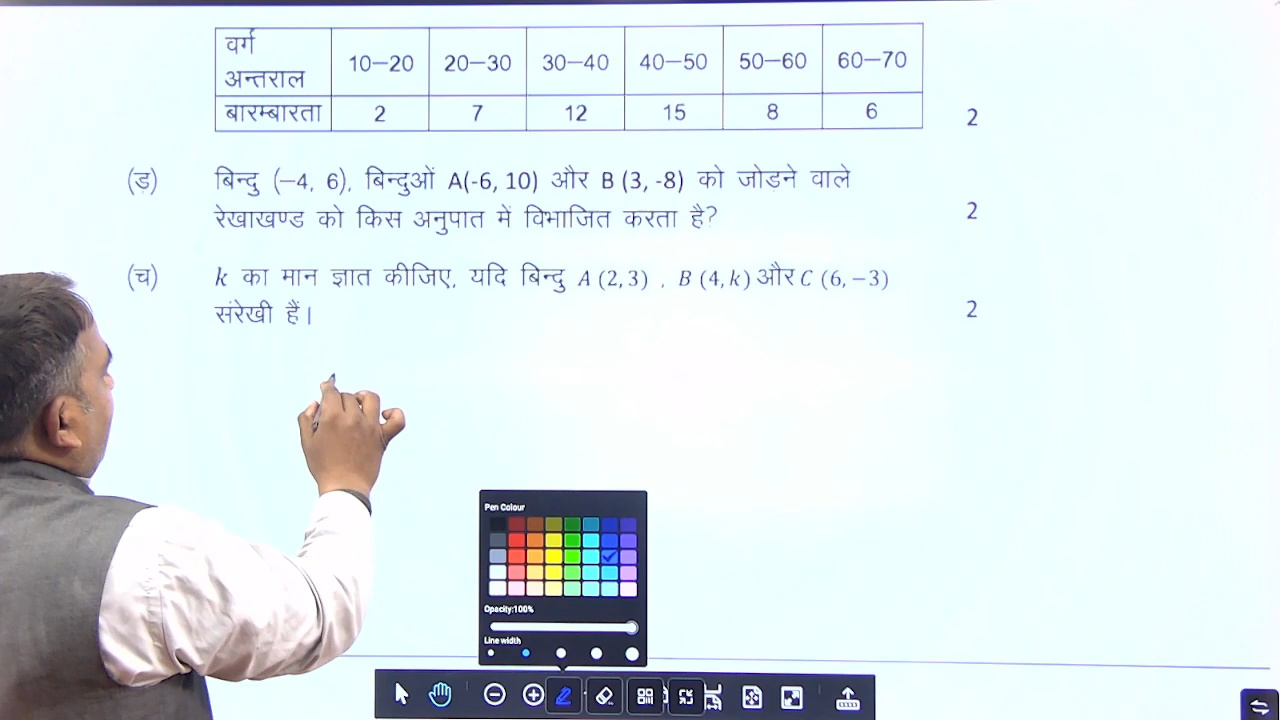 वर्ग अन्तराल 10–20 20–30 30–40 40–50 50–60 60–70
बारम्बारता 2 7 12 15 8 6 2
(ड़) बिन्दु (−4, 6), बिन्दुओं A(-6, 10) और B (3, -8) को जोडने वाले
रेखाखण्ड को किस अनुपात में विभाजित करता है? 2
(च) k का मान ज्ञात कीजिए, यदि बिन्दु A (2, 3) , B (4, k) और C (6, −3)
संरेखी हैं। 2
Pen Colour
Opacity:100%
Line width